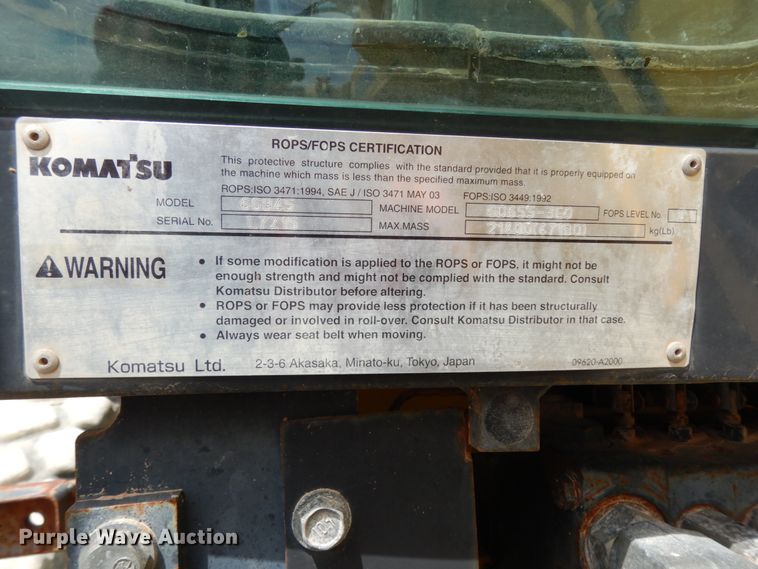 KOMATSU
ROPS/FOPS CERTIFICATION
This protective structure complies with the standard provided that it is properly equipped on
the machine which mass is less than the specified maximum mass.
ROPS:ISO 3471:1994, SAE J / ISO 3471 MAY 03 FOPS:ISO 3449:1992
MODEL MACHINE MODEL FOPS LEVEL No.
SERIAL No. MAX.MASS kg(Lb)
WARNING
• If some modification is applied to the ROPS or FOPS, it might not be
enough strength and might not be complied with the standard. Consult
Komatsu Distributor before altering.
• ROPS or FOPS may provide less protection if it has been structurally
damaged or involved in roll-over. Consult Komatsu Distributor in that case.
• Always wear seat belt when moving.
Komatsu Ltd. 2-3-6 Akasaka, Minato-ku, Tokyo, Japan 09620-A2000
Purple Wave Auction